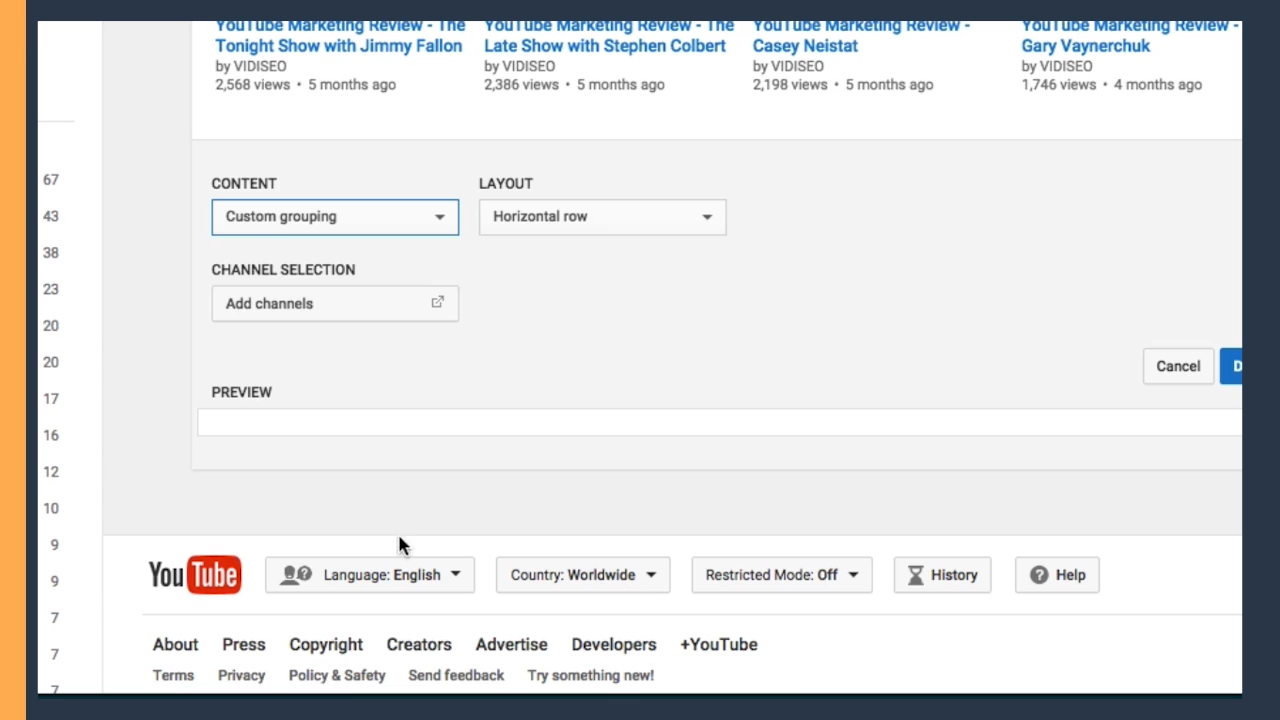 YouTube Marketing Review - The YouTube Marketing Review - The YouTube Marketing Review - YouTube Marketing Review -
Tonight Show with Jimmy Fallon Late Show with Stephen Colbert Casey Neistat Gary Vaynerchuk
by VIDISEO by VIDISEO by VIDISEO by VIDISEO
2,568 views • 5 months ago 2,386 views • 5 months ago 2,198 views • 5 months ago 1,746 views • 4 months ago
67
CONTENT LAYOUT
43 Custom grouping Horizontal row
38
CHANNEL SELECTION
23
Add channels
20
20 Cancel D
PREVIEW
17
16
12
10
9
YouTube Language: English Country: Worldwide Restricted Mode: Off History Help
9
7
About Press Copyright Creators Advertise Developers +YouTube
7
Terms Privacy Policy & Safety Send feedback Try something new!
7